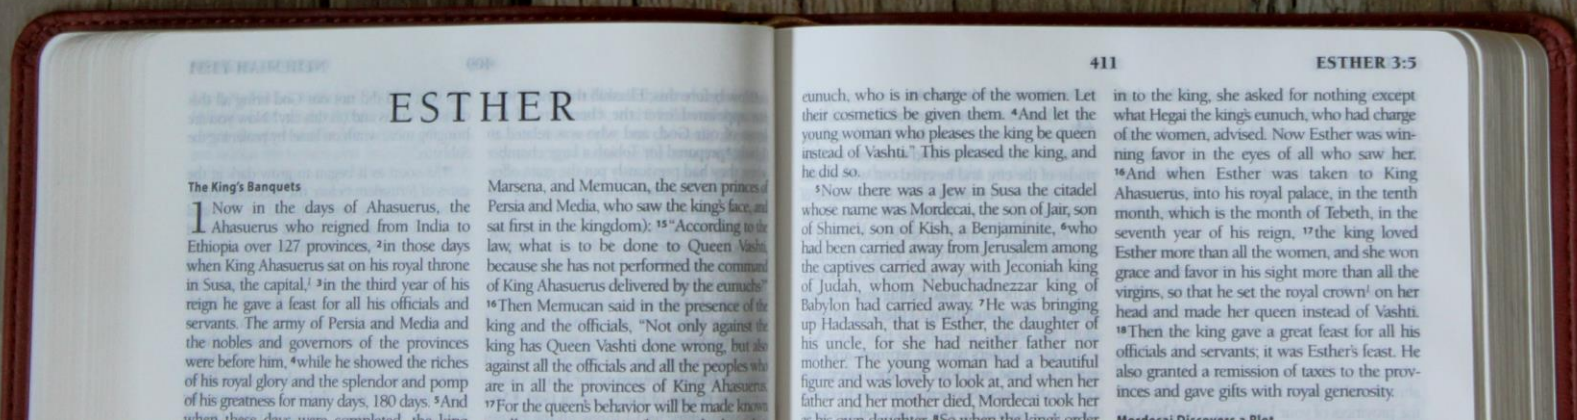 ESTHER
The King's Banquets
1 Now in the days of Ahasuerus, the
Ahasuerus who reigned from India to
Ethiopia over 127 provinces, 2in those days
when King Ahasuerus sat on his royal throne
in Susa, the capital,1 3in the third year of his
reign he gave a feast for all his officials and
servants. The army of Persia and Media and
the nobles and governors of the provinces
were before him, 4while he showed the riches
of his royal glory and the splendor and pomp
of his greatness for many days, 180 days. 5And
when these days were completed, the king
Marsena, and Memucan, the seven princes of
Persia and Media, who saw the king's face, and
sat first in the kingdom): 15"According to the
law, what is to be done to Queen Vashti,
because she has not performed the command
of King Ahasuerus delivered by the eunuchs?"
16Then Memucan said in the presence of the
king and the officials, "Not only against the
king has Queen Vashti done wrong, but also
against all the officials and all the peoples who
are in all the provinces of King Ahasuerus.
17For the queen's behavior will be made known
411
ESTHER 3:5
eunuch, who is in charge of the women. Let
their cosmetics be given them. 4And let the
young woman who pleases the king be queen
instead of Vashti." This pleased the king, and
he did so.
5Now there was a Jew in Susa the citadel
whose name was Mordecai, the son of Jair, son
of Shimei, son of Kish, a Benjaminite, 6who
had been carried away from Jerusalem among
the captives carried away with Jeconiah king
of Judah, whom Nebuchadnezzar king of
Babylon had carried away. 7He was bringing
up Hadassah, that is Esther, the daughter of
his uncle, for she had neither father nor
mother. The young woman had a beautiful
figure and was lovely to look at, and when her
father and her mother died, Mordecai took her
as his own daughter. 8So when the king's order
in to the king, she asked for nothing except
what Hegai the king's eunuch, who had charge
of the women, advised. Now Esther was win-
ning favor in the eyes of all who saw her.
16And when Esther was taken to King
Ahasuerus, into his royal palace, in the tenth
month, which is the month of Tebeth, in the
seventh year of his reign, 17the king loved
Esther more than all the women, and she won
grace and favor in his sight more than all the
virgins, so that he set the royal crown1 on her
head and made her queen instead of Vashti.
18Then the king gave a great feast for all his
officials and servants; it was Esther's feast. He
also granted a remission of taxes to the prov-
inces and gave gifts with royal generosity.
Mordecai Discovers a Plot